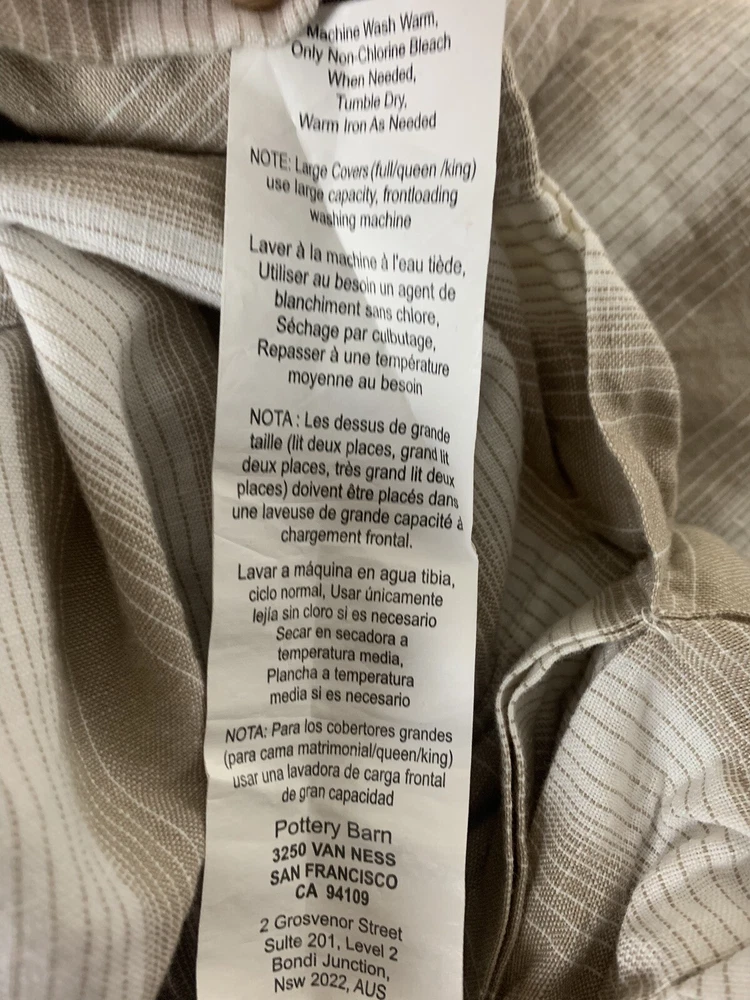 Machine Wash Warm,
Only Non-Chlorine Bleach
When Needed,
Tumble Dry,
Warm Iron As Needed
NOTE: Large Covers (full/queen /king)
use large capacity, frontloading
washing machine
Laver à la machine à l'eau tiède,
Utiliser au besoin un agent de
blanchiment sans chlore,
Séchage par culbutage,
Repasser à une température
moyenne au besoin
NOTA : Les dessus de grande
taille (lit deux places, grand lit
deux places, très grand lit deux
places) doivent être placés dans
une laveuse de grande capacité à
chargement frontal.
Lavar a máquina en agua tibia,
ciclo normal, Usar únicamente
lejía sin cloro si es necesario
Secar en secadora a
temperatura media,
Plancha a temperatura
media si es necesario
NOTA: Para los cobertores grandes
(para cama matrimonial/queen/king)
usar una lavadora de carga frontal
de gran capacidad
Pottery Barn
3250 VAN NESS
SAN FRANCISCO
CA 94109
2 Grosvenor Street
Suite 201, Level 2
Bondi Junction,
Nsw 2022, AUS